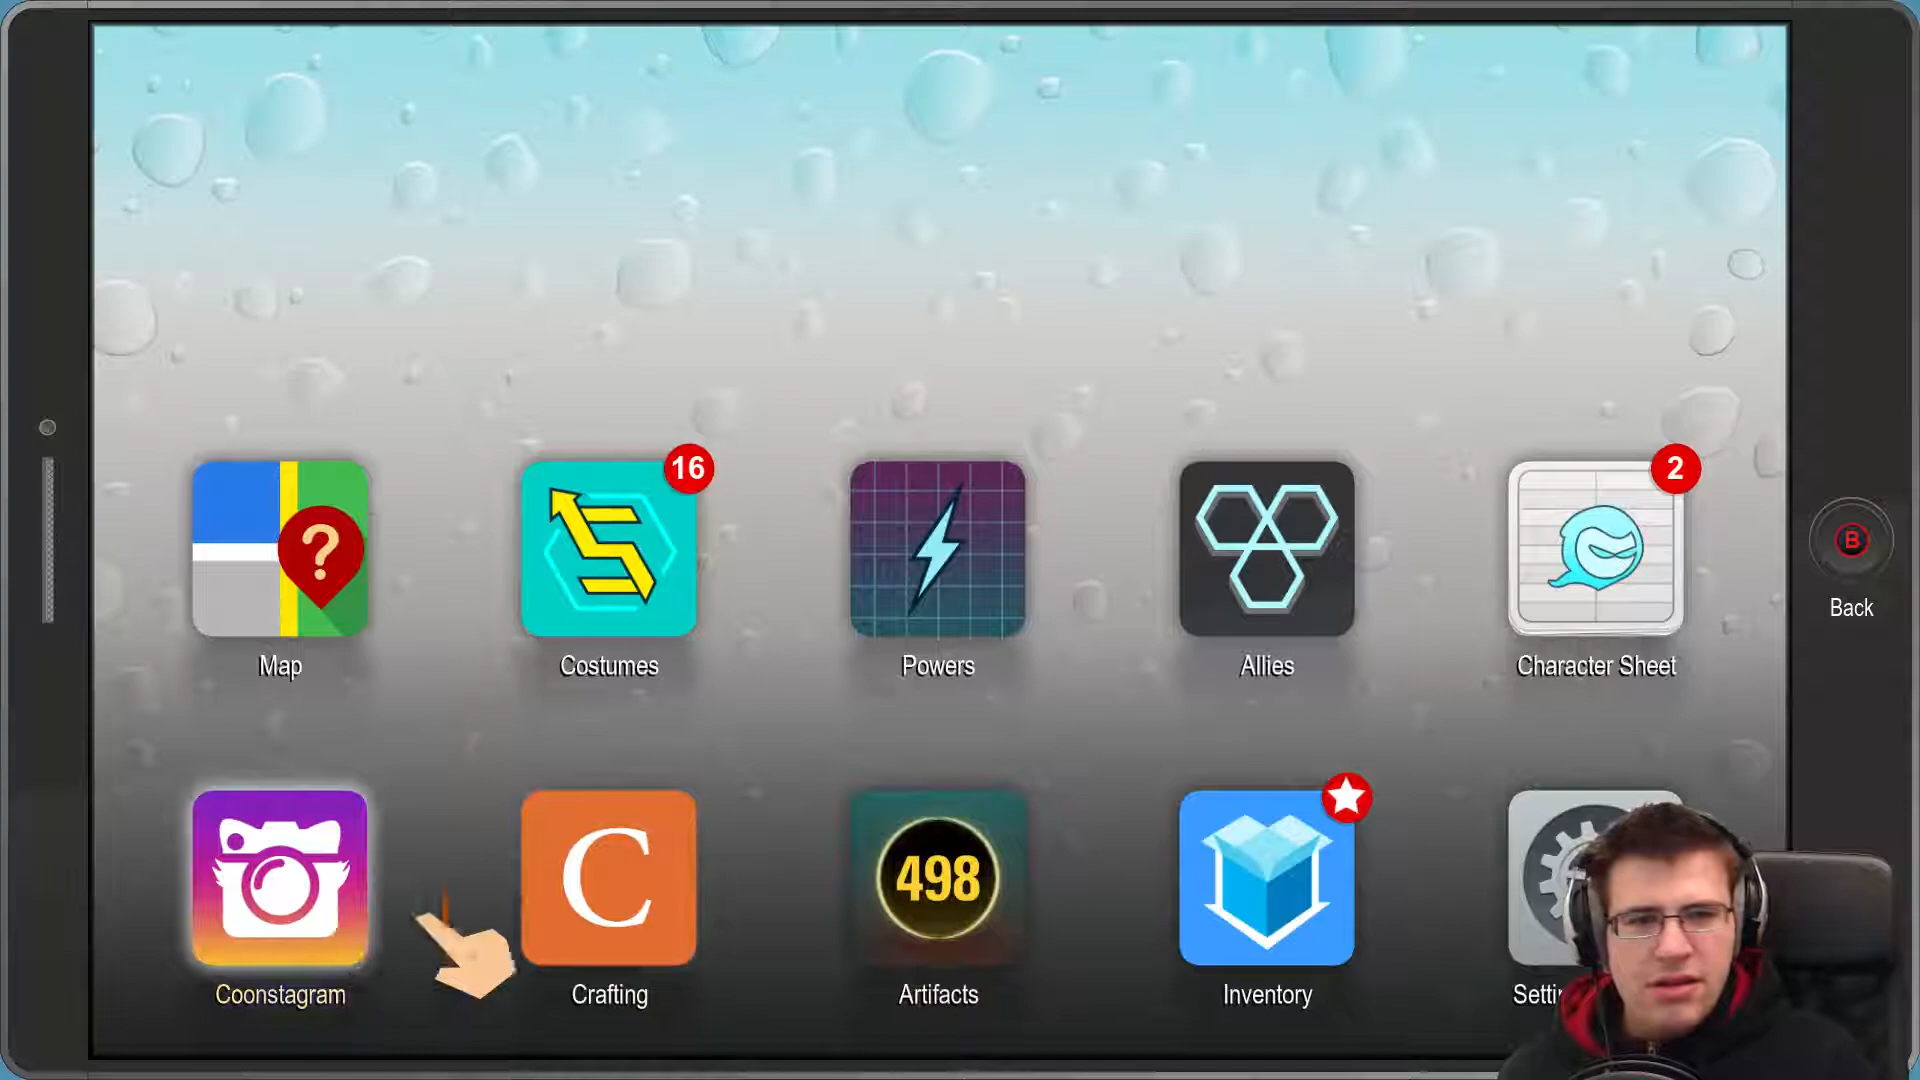 16
2
?
B
Back
Map
Costumes
Powers
Allies
Character Sheet
C
498
Coonstagram
Crafting
Artifacts
Inventory